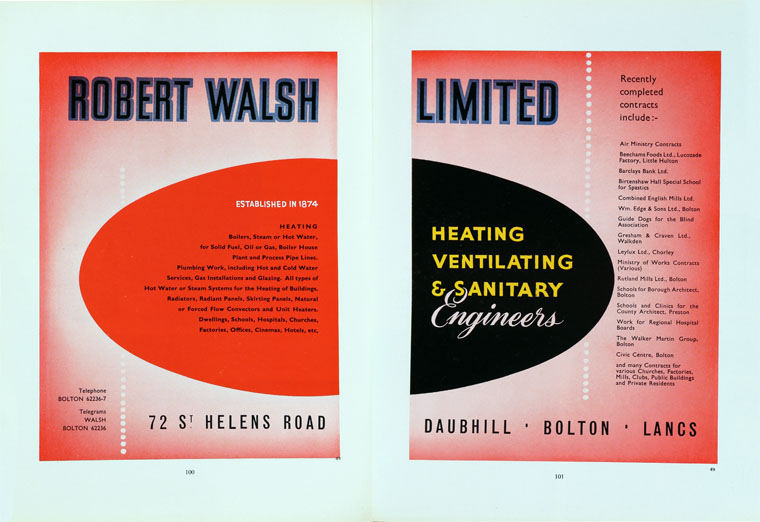 ROBERT WALSH
ESTABLISHED IN 1874
HEATING
Boilers, Steam or Hot Water,
for Solid Fuel, Oil or Gas, Boiler House
Plant and Process Pipe Lines.
Plumbing Work, including Hot and Cold Water
Services, Gas Installations and Glazing. All types of
Hot Water or Steam Systems for the Heating of Buildings.
Radiators, Radiant Panels, Skirting Panels, Natural
or Forced Flow Convectors and Unit Heaters.
Dwellings, Schools, Hospitals, Churches,
Factories, Offices, Cinemas, Hotels, etc.
Telephone
BOLTON 62236-7
Telegrams
WALSH
BOLTON 62236
72 ST HELENS ROAD
100
LIMITED
HEATING
VENTILATING
& SANITARY
Engineers
Recently
completed
contracts
include:-
Air Ministry Contracts
Beechams Foods Ltd., Lucozade
Factory, Little Hulton
Barclays Bank Ltd.
Birtenshaw Hall Special School
for Spastics
Combined English Mills Ltd.
Wm. Edge & Sons Ltd., Bolton
Guide Dogs for the Blind
Association
Gresham & Craven Ltd.,
Walkden
Leylux Ltd., Chorley
Ministry of Works Contracts
(Various)
Rutland Mills Ltd., Bolton
Schools for Borough Architect,
Bolton
Schools and Clinics for the
County Architect, Preston
Work for Regional Hospital
Boards
The Walker Martin Group,
Bolton
Civic Centre, Bolton
and many Contracts for
various Churches, Factories,
Mills, Clubs, Public Buildings
and Private Residents
DAUBHILL · BOLTON · LANCS
49
101